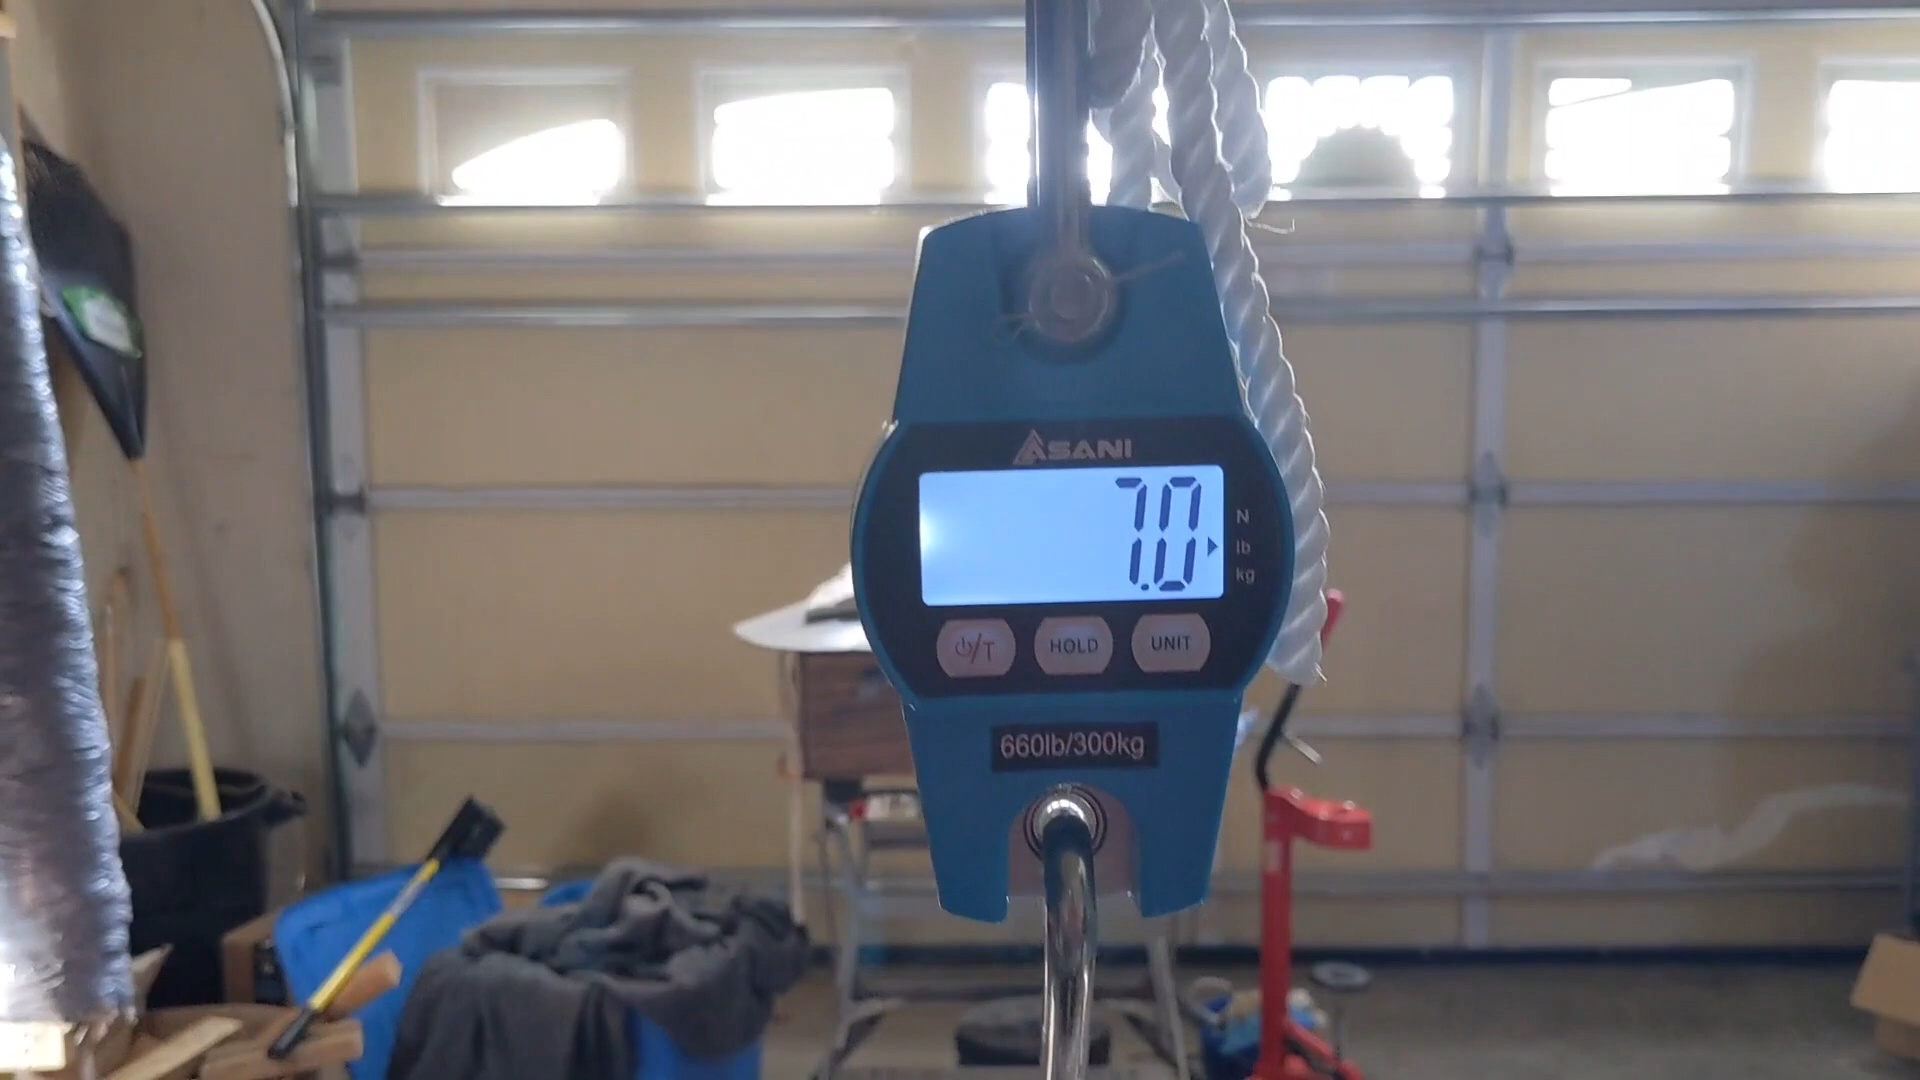 ASANI
7.0
N
lb
kg
⏻/T HOLD UNIT
660lb/300kg